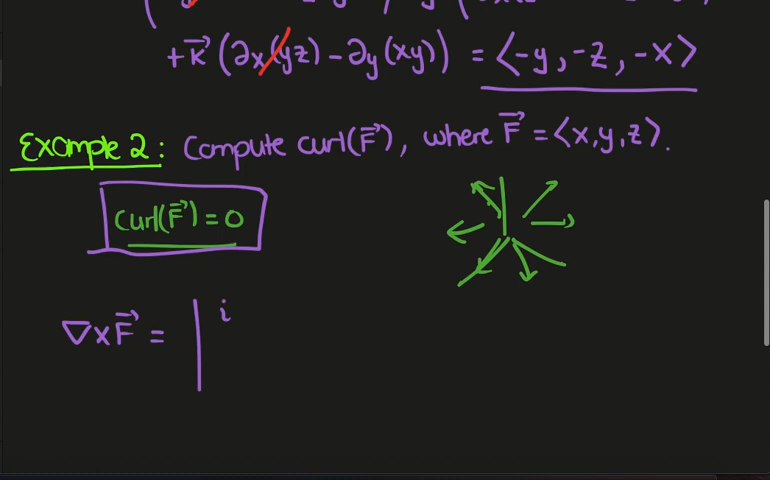 +k⃗ (∂x(yz) - ∂y(xy)) = ⟨-y, -z, -x⟩
Example 2: Compute curl(F⃗), where F⃗ = ⟨x,y,z⟩.
Curl(F⃗) = 0
∇×F⃗ = | i